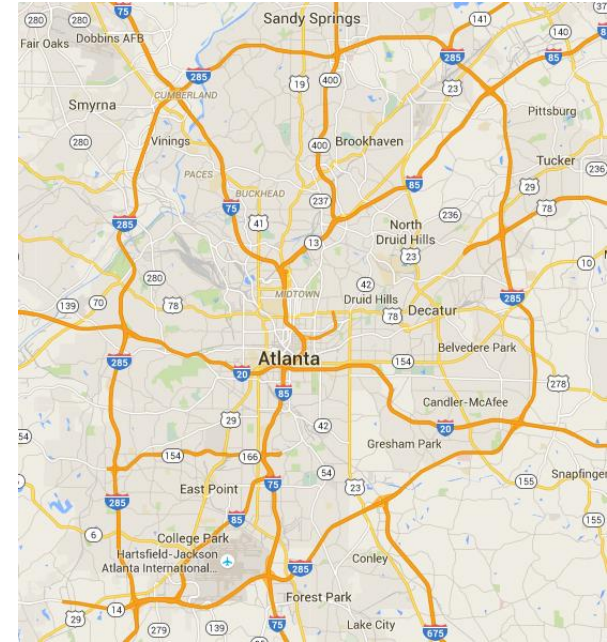 75
280
280
Fair Oaks
Dobbins AFB
Sandy Springs
141
37
140
85
285
285
CUMBERLAND
19
400
23
Smyrna
Pittsburg
280
Vinings
400
Brookhaven
Tucker
PACES
85
29
236
BUCKHEAD
75
237
78
41
236
285
North
Druid Hills
13
23
10
280
42
MIDTOWN
Druid Hills
285
139
70
78
78
Decatur
Belvedere Park
Atlanta
154
285
20
278
85
Candler-McAfee
29
42
20
54
Gresham Park
154
166
54
Snapfinger
75
23
155
East Point
285
155
85
6
College Park
Hartsfield-Jackson
Atlanta International...
285
Conley
14
Forest Park
29
279
139
75
Lake City
675